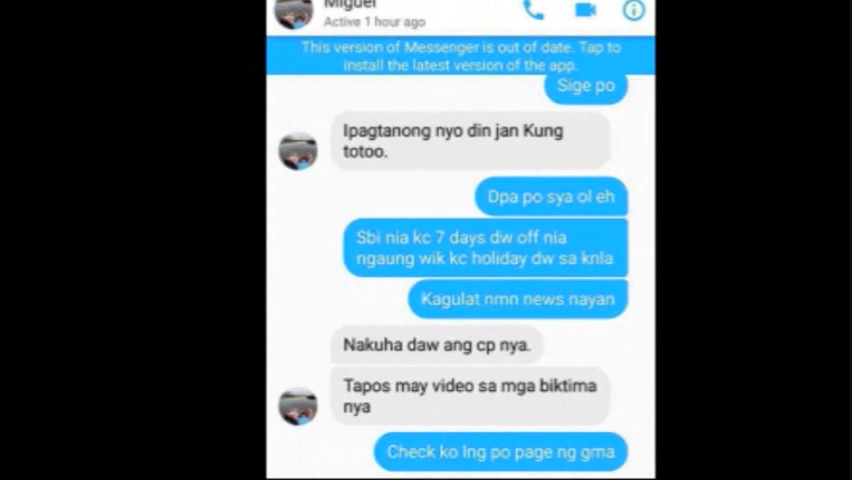 Miguel
Active 1 hour ago
This version of Messenger is out of date. Tap to
install the latest version of the app.
Sige po
Ipagtanong nyo din jan Kung
totoo.
Dpa po sya ol eh
Sbi nia kc 7 days dw off nia
ngaung wik kc holiday dw sa knla
Kagulat nmn news nayan
Nakuha daw ang cp nya.
Tapos may video sa mga biktima
nya
Check ko lng po page ng gma